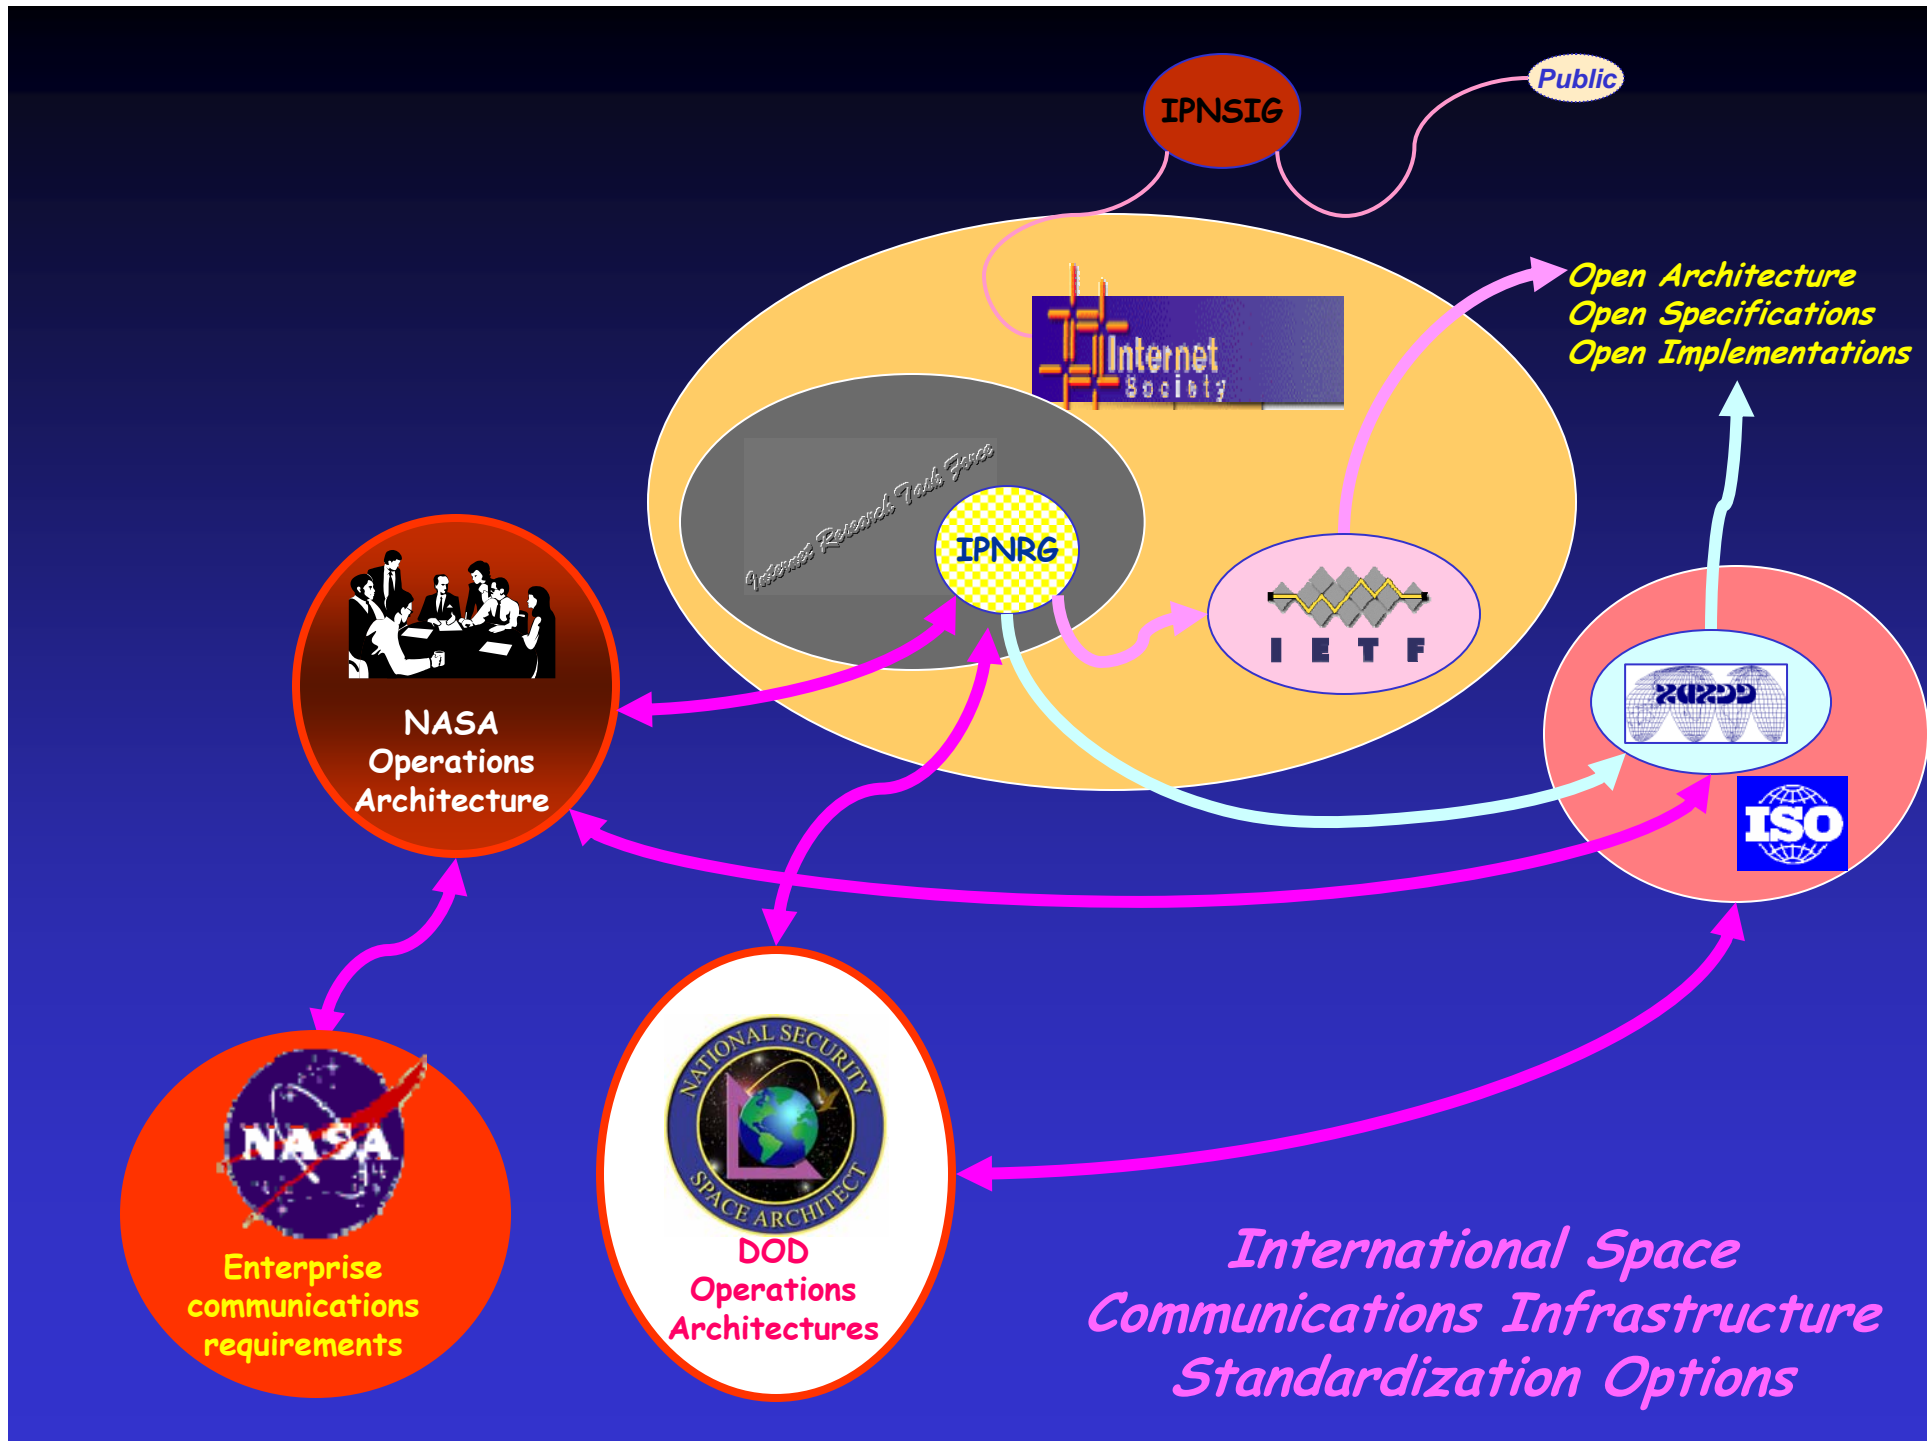 IPNSIG
Public
Internet
Society
Open Architecture
Open Specifications
Open Implementations
Internet Research Task Force
IPNRG
IETF
NASA
Operations
Architecture
ISO
NASA
Enterprise
communications
requirements
NATIONAL SECURITY
SPACE ARCHITECT
DOD
Operations
Architectures
International Space
Communications Infrastructure
Standardization Options